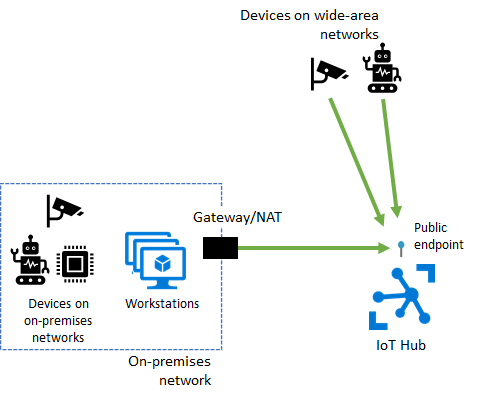 Devices on wide-area
networks
Gateway/NAT
Public
endpoint
Devices on
on-premises
networks
Workstations
IoT Hub
On-premises
network